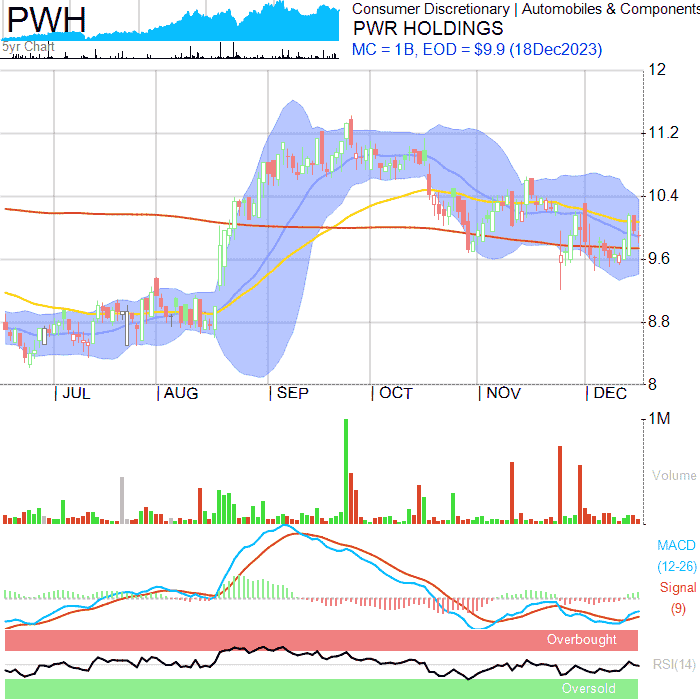 PWH
5yr Chart
Consumer Discretionary | Automobiles & Components
PWR HOLDINGS
MC = 1B, EOD = $9.9 (18Dec2023)
12
11.2
10.4
9.6
8.8
8
JUL
AUG
SEP
OCT
NOV
DEC
1M
Volume
MACD
(12-26)
Signal
(9)
Overbought
RSI(14)
Oversold